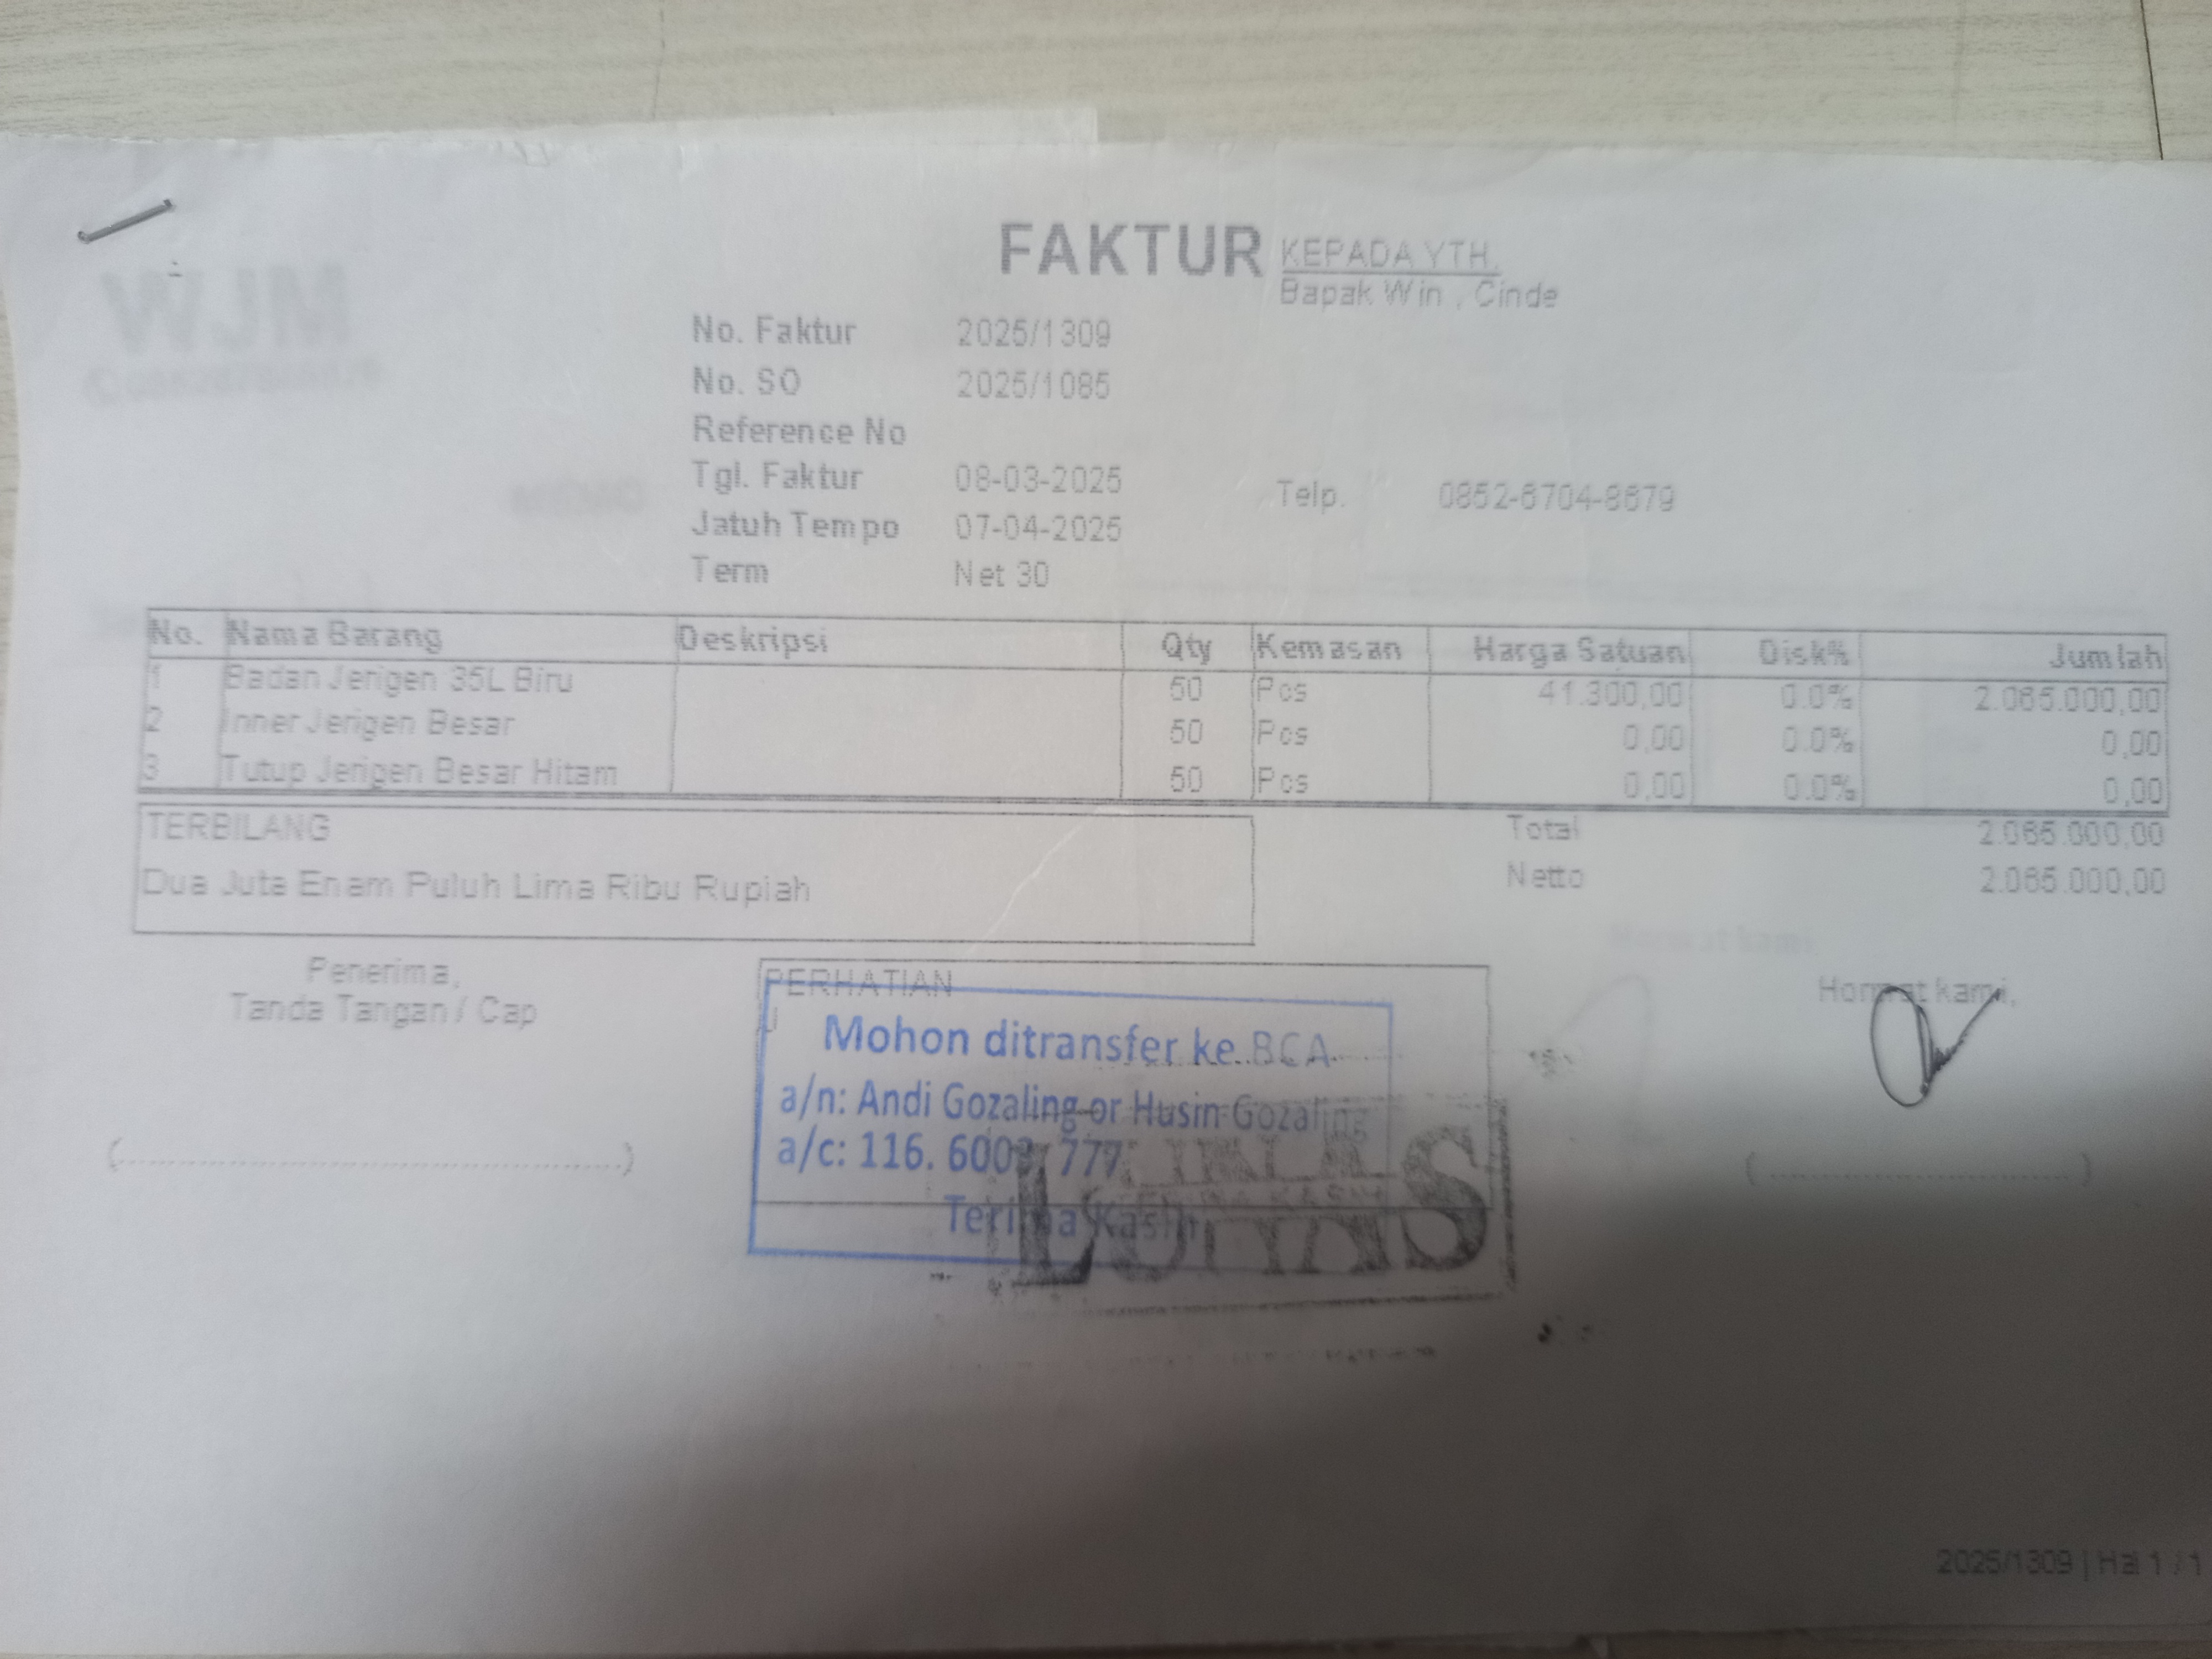 WJM
FAKTUR
KEPADA YTH.
Bapak Win , Cinde
No. Faktur 2025/1309
No. SO 2025/1085
Reference No
Tgl. Faktur 08-03-2025
Telp. 0852-6704-8679
Jatuh Tempo 07-04-2025
Term Net 30
No. Nama Barang Deskripsi Qty Kemasan Harga Satuan Disk% Jumlah
1 Badan Jerigen 35L Biru 50 Pcs 41.300,00 0.0% 2.065.000,00
2 Inner Jerigen Besar 50 Pcs 0,00 0.0% 0,00
3 Tutup Jerigen Besar Hitam 50 Pcs 0,00 0.0% 0,00
TERBILANG
Dua Juta Enam Puluh Lima Ribu Rupiah
Total 2.065.000,00
Netto 2.065.000,00
Penerima,
Tanda Tangan / Cap
PERHATIAN
Hormat kami,
Mohon ditransfer ke BCA
a/n: Andi Gozaling or Husin Gozaling
a/c: 116. 777
Terima Kasih
LUNAS
2025/1309 | Hal 1 / 1